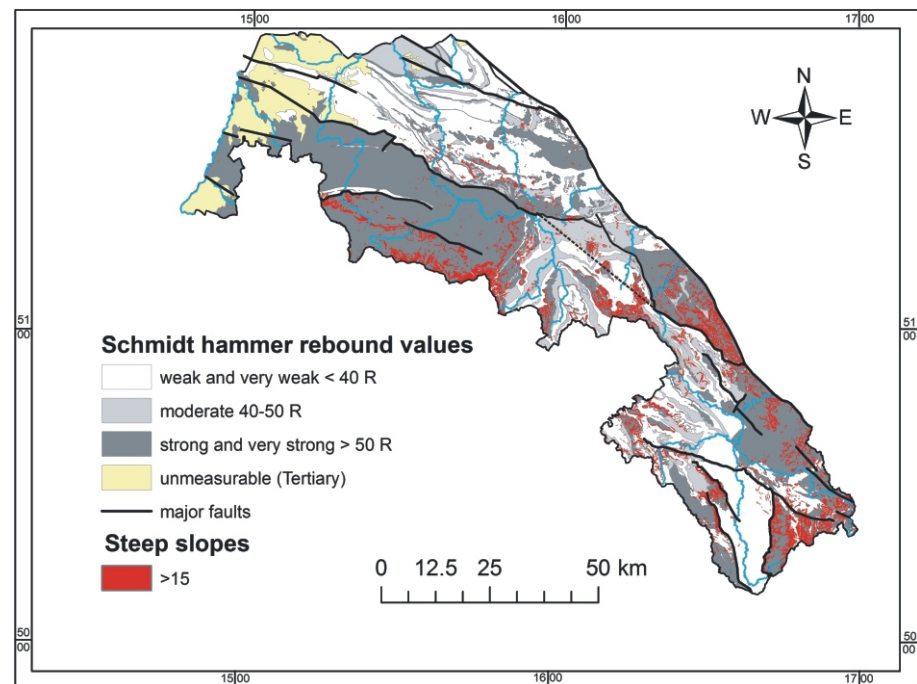 15 00
16 00
17 00
N
W E
S
51 00
51 00
Schmidt hammer rebound values
weak and very weak < 40 R
moderate 40-50 R
strong and very strong > 50 R
unmeasurable (Tertiary)
major faults
Steep slopes
>15
0 12.5 25 50 km
50 00
50 00
15 00
16 00
17 00